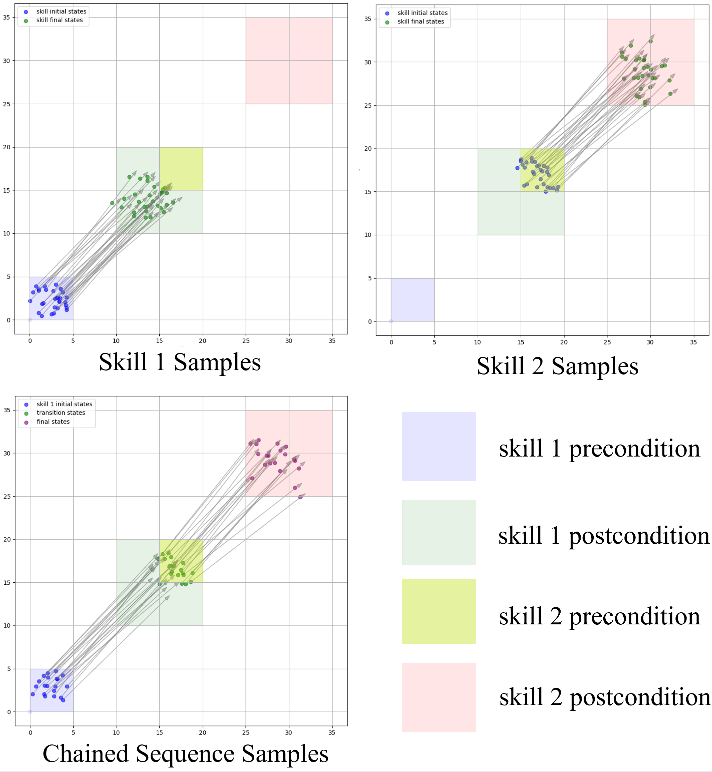 skill initial states
skill final states
35
30
25
20
15
10
5
0
0 5 10 15 20 25 30 35
Skill 1 Samples
skill initial states
skill final states
35
30
25
20
15
10
5
0
0 5 10 15 20 25 30 35
Skill 2 Samples
skill 1 initial states
transition states
final states
35
30
25
20
15
10
5
0
0 5 10 15 20 25 30 35
Chained Sequence Samples
skill 1 precondition
skill 1 postcondition
skill 2 precondition
skill 2 postcondition